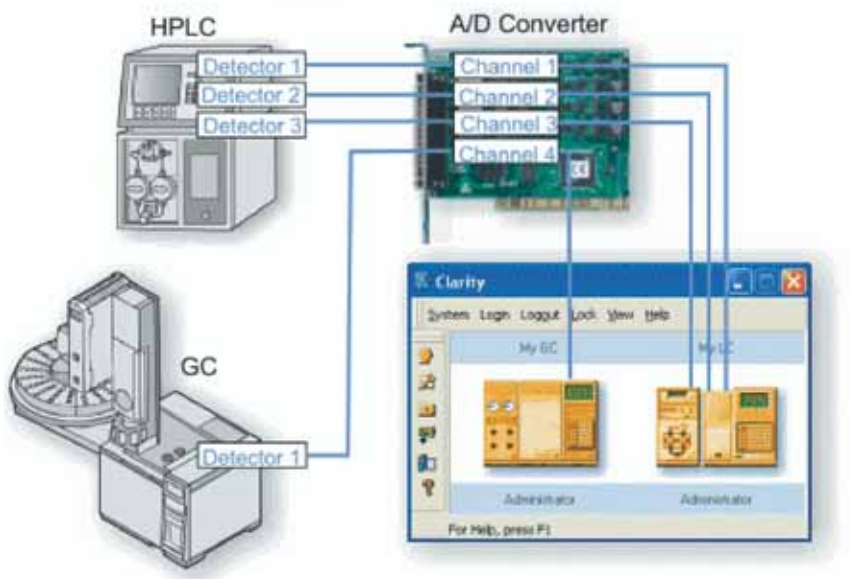 HPLC
A/D Converter
Detector 1
Channel 1
Detector 2
Channel 2
Detector 3
Channel 3
Channel 4
CE
GC
Detector 1
Clarity
System Login Logout Lock View Help
My GC
My LC
Administrator
Administrator
For Help, press F1